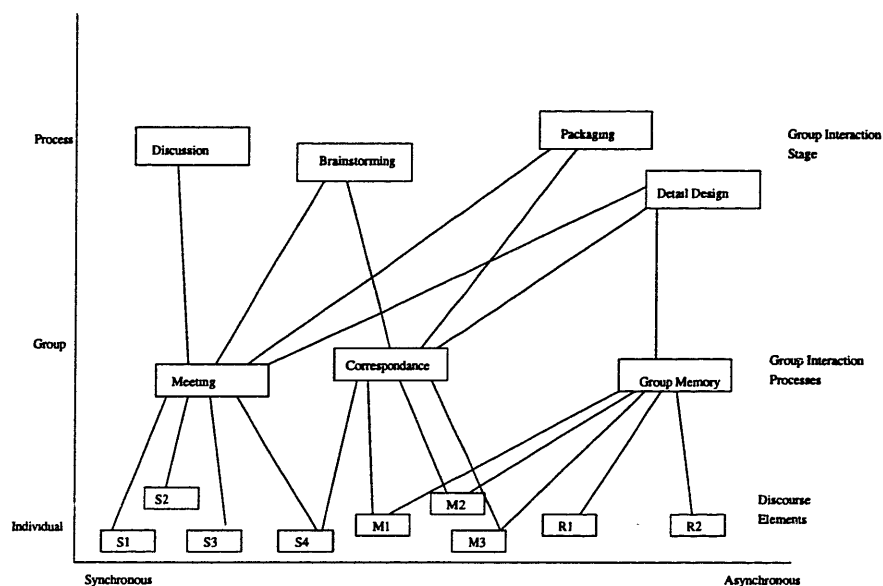 Process
Discussion
Brainstorming
Packaging
Group Interaction
Stage
Detail Design
Group
Meeting
Correspondance
Group Memory
Group Interaction
Processes
Individual
S1
S2
S3
S4
M1
M2
M3
R1
R2
Discourse
Elements
Synchronous
Asynchronous